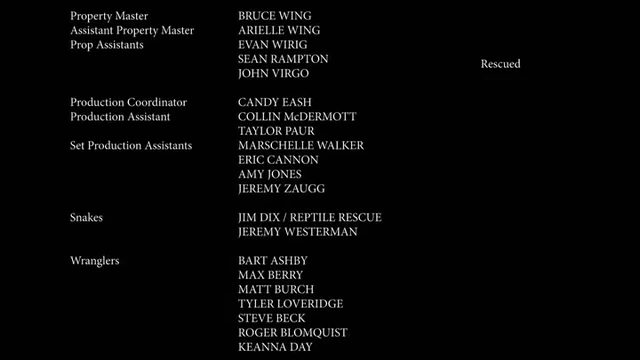 Property Master BRUCE WING
Assistant Property Master ARIELLE WING
Prop Assistants EVAN WIRIG
SEAN RAMPTON
JOHN VIRGO
Rescued
Production Coordinator CANDY EASH
Production Assistant COLLIN McDERMOTT
TAYLOR PAUR
Set Production Assistants MARSCHELLE WALKER
ERIC CANNON
AMY JONES
JEREMY ZAUGG
Snakes JIM DIX / REPTILE RESCUE
JEREMY WESTERMAN
Wranglers BART ASHBY
MAX BERRY
MATT BURCH
TYLER LOVERIDGE
STEVE BECK
ROGER BLOMQUIST
KEANNA DAY